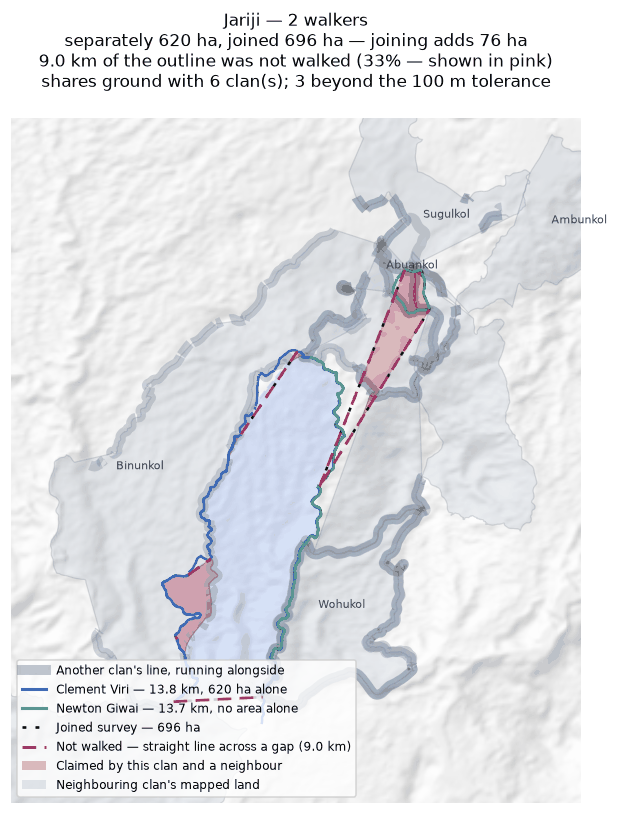 Jariji — 2 walkers
separately 620 ha, joined 696 ha — joining adds 76 ha
9.0 km of the outline was not walked (33% — shown in pink)
shares ground with 6 clan(s); 3 beyond the 100 m tolerance
Sugulkol
Ambunkol
Abuankol
Binunkol
Wohukol
Another clan's line, running alongside
Clement Viri — 13.8 km, 620 ha alone
Newton Giwai — 13.7 km, no area alone
Joined survey — 696 ha
Not walked — straight line across a gap (9.0 km)
Claimed by this clan and a neighbour
Neighbouring clan's mapped land